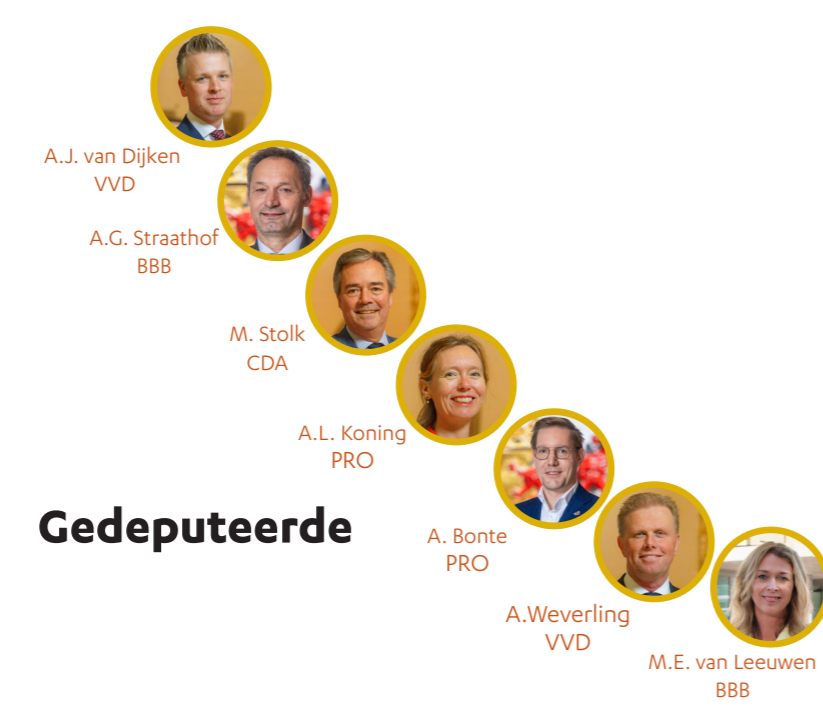 A.J. van Dijken
VVD
A.G. Straathof
BBB
M. Stolk
CDA
A.L. Koning
PRO
Gedeputeerde
A. Bonte
PRO
A.Weverling
VVD
M.E. van Leeuwen
BBB